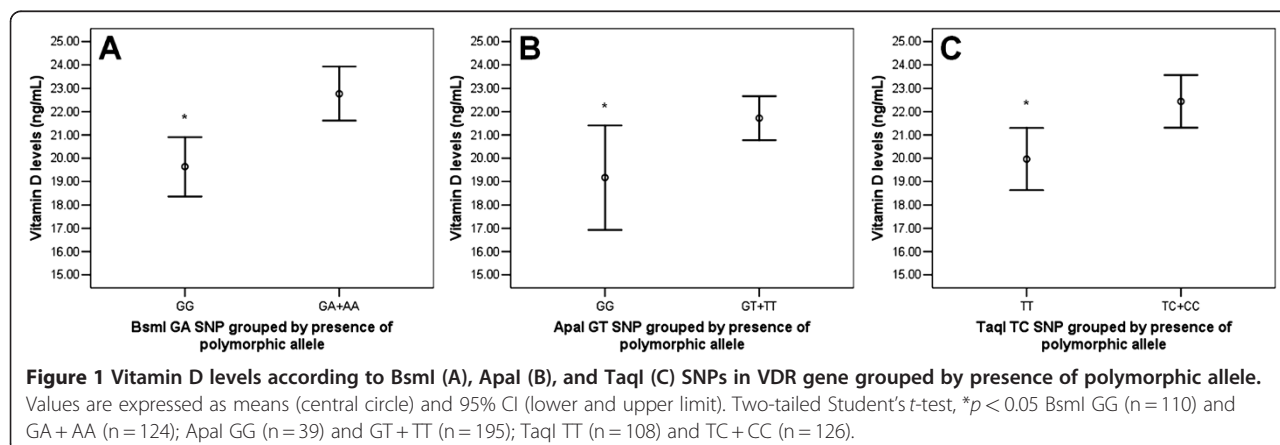 A
Vitamin D levels (ng/mL)
25.00
24.00
23.00
22.00
21.00
20.00
19.00
18.00
17.00
16.00
15.00
*
GG GA+AA
BsmI GA SNP grouped by presence of
polymorphic allele
B
Vitamin D levels (ng/mL)
25.00
24.00
23.00
22.00
21.00
20.00
19.00
18.00
17.00
16.00
15.00
*
GG GT+TT
ApaI GT SNP grouped by presence of
polymorphic allele
C
Vitamin D levels (ng/mL)
25.00
24.00
23.00
22.00
21.00
20.00
19.00
18.00
17.00
16.00
15.00
*
TT TC+CC
TaqI TC SNP grouped by presence of
polymorphic allele
Figure 1 Vitamin D levels according to BsmI (A), ApaI (B), and TaqI (C) SNPs in VDR gene grouped by presence of polymorphic allele.
Values are expressed as means (central circle) and 95% CI (lower and upper limit). Two-tailed Student's t-test, *p < 0.05 BsmI GG (n = 110) and
GA + AA (n = 124); ApaI GG (n = 39) and GT + TT (n = 195); TaqI TT (n = 108) and TC + CC (n = 126).